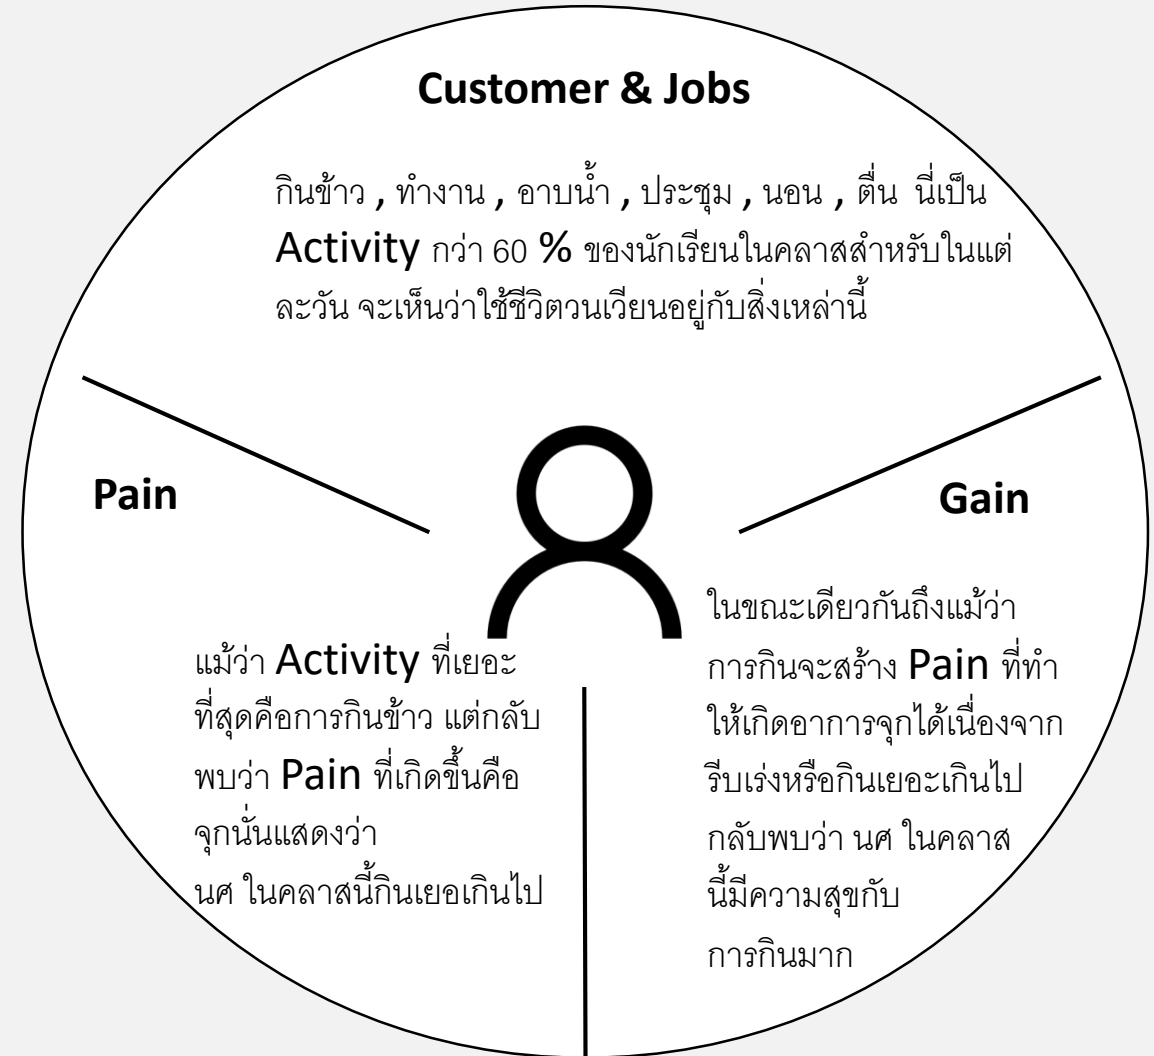 Customer & Jobs
กินข้าว , ทำงาน , อาบน้ำ , ประชุม , นอน , ตื่น นี่เป็น
Activity กว่า 60 % ของนักเรียนในคลาสสำหรับในแต่
ละวัน จะเห็นว่าใช้ชีวิตวนเวียนอยู่กับสิ่งเหล่านี้
Pain
แม้ว่า Activity ที่เยอะ
ที่สุดคือการกินข้าว แต่กลับ
พบว่า Pain ที่เกิดขึ้นคือ
จุกนั่นแสดงว่า
นศ ในคลาสนี้กินเยอเกินไป
Gain
ในขณะเดียวกันถึงแม้ว่า
การกินจะสร้าง Pain ที่ทำ
ให้เกิดอาการจุกได้เนื่องจาก
รีบเร่งหรือกินเยอะเกินไป
กลับพบว่า นศ ในคลาส
นี้มีความสุขกับ
การกินมาก